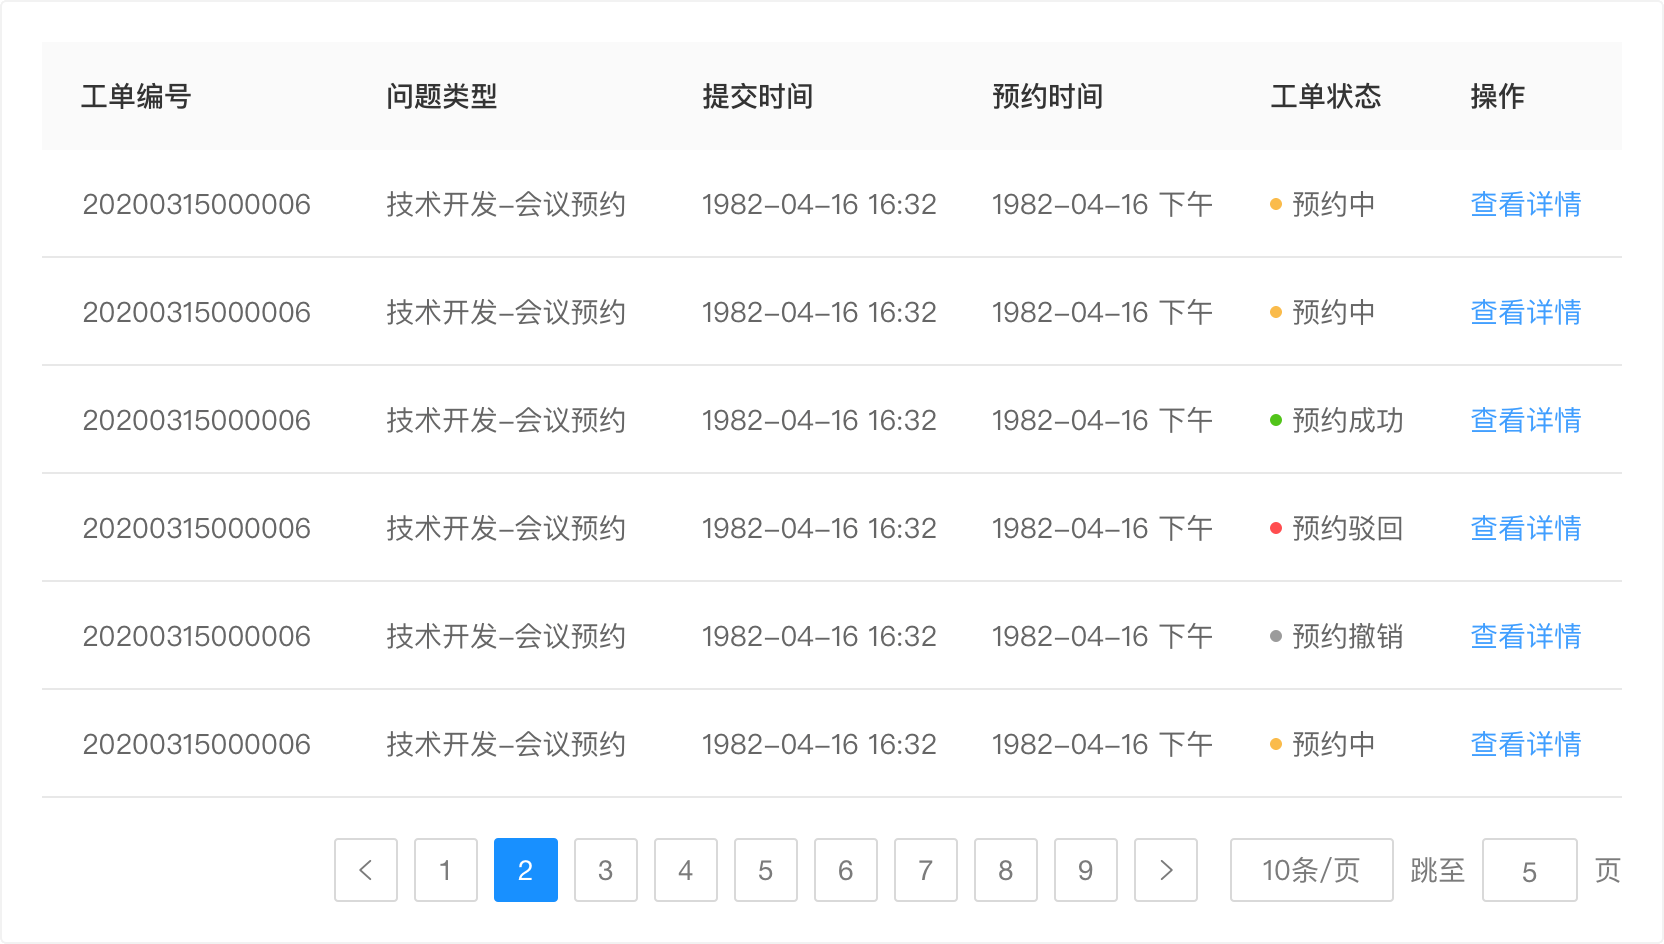 工单编号 问题类型 提交时间 预约时间 工单状态 操作
20200315000006 技术开发–会议预约 1982–04–16 16:32 1982–04–16 下午 预约中 查看详情
20200315000006 技术开发–会议预约 1982–04–16 16:32 1982–04–16 下午 预约中 查看详情
20200315000006 技术开发–会议预约 1982–04–16 16:32 1982–04–16 下午 预约成功 查看详情
20200315000006 技术开发–会议预约 1982–04–16 16:32 1982–04–16 下午 预约驳回 查看详情
20200315000006 技术开发–会议预约 1982–04–16 16:32 1982–04–16 下午 预约撤销 查看详情
20200315000006 技术开发–会议预约 1982–04–16 16:32 1982–04–16 下午 预约中 查看详情
1 2 3 4 5 6 7 8 9 10条/页 跳至 5 页